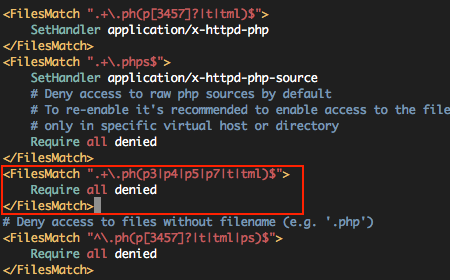 <FilesMatch ".+\.ph(p[3457]?|t|tml)$">
    SetHandler application/x-httpd-php
</FilesMatch>
<FilesMatch ".+\.phps$">
    SetHandler application/x-httpd-php-source
    # Deny access to raw php sources by default
    # To re-enable it's recommended to enable access to the file
    # only in specific virtual host or directory
    Require all denied
</FilesMatch>
<FilesMatch ".+\.ph(p3|p4|p5|p7|t|tml)$">
    Require all denied
</FilesMatch>
# Deny access to files without filename (e.g. '.php')
<FilesMatch "^\.ph(p[3457]?|t|tml|ps)$">
    Require all denied